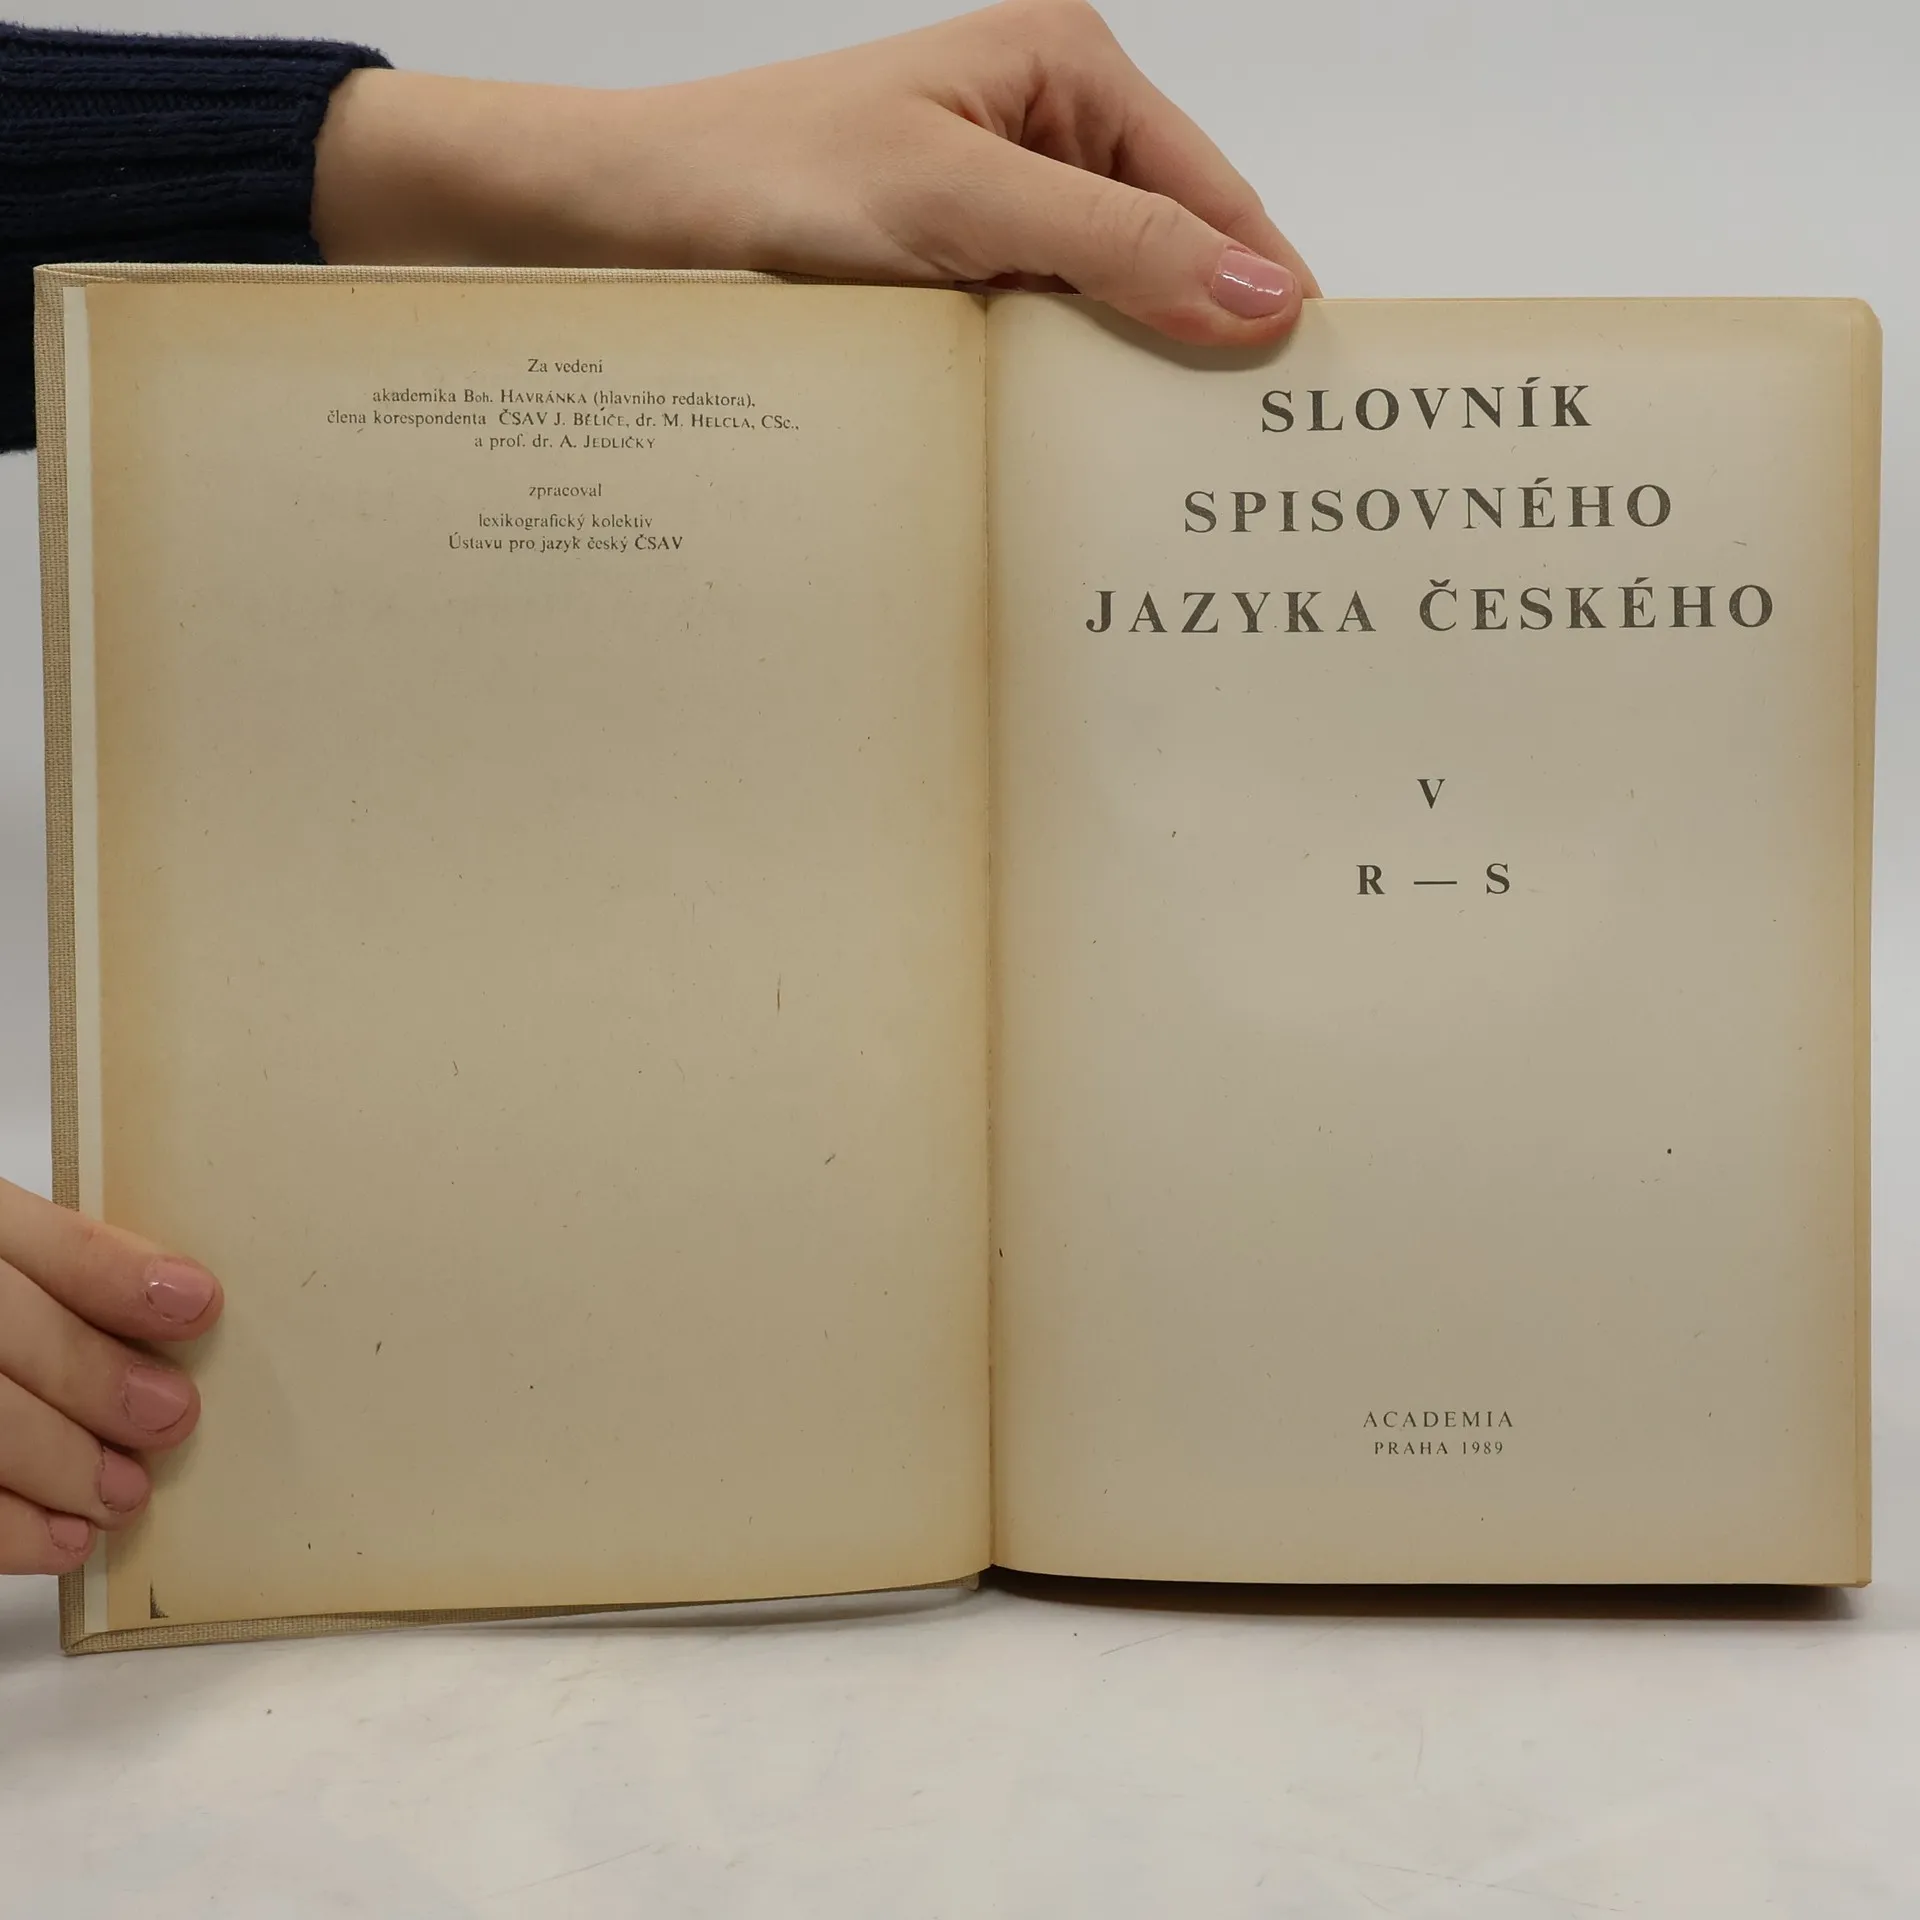 Za vedení
akademika Boh. HAVRÁNKA (hlavního redaktora),
člena korespondenta ČSAV J. BĚLIČE, dr. M. HELCLA, CSc.,
a prof. dr. A. JEDLIČKY
zpracoval
lexikografický kolektiv
Ústavu pro jazyk český ČSAV
SLOVNÍK
SPISOVNÉHO
JAZYKA ČESKÉHO
V
R — S
ACADEMIA
PRAHA 1989